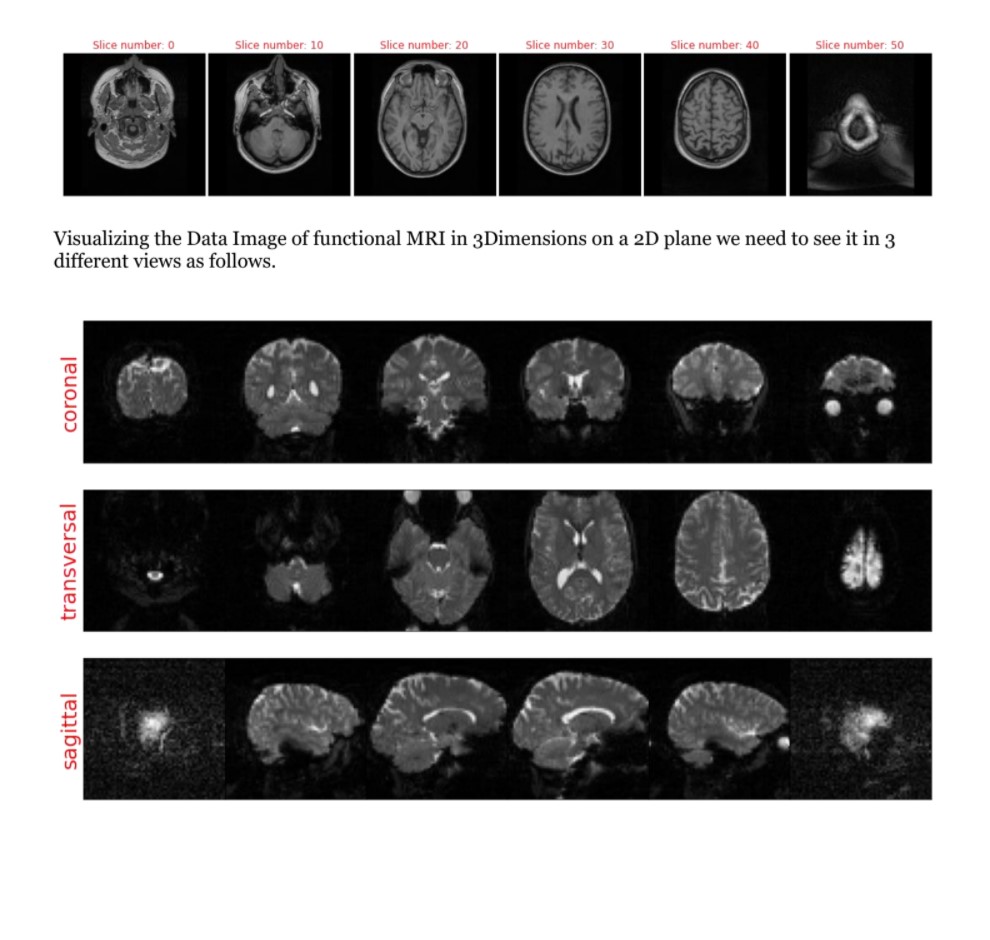 Slice number: 0
Slice number: 10
Slice number: 20
Slice number: 30
Slice number: 40
Slice number: 50
Visualizing the Data Image of functional MRI in 3Dimensions on a 2D plane we need to see it in 3
different views as follows.
coronal
transversal
sagittal